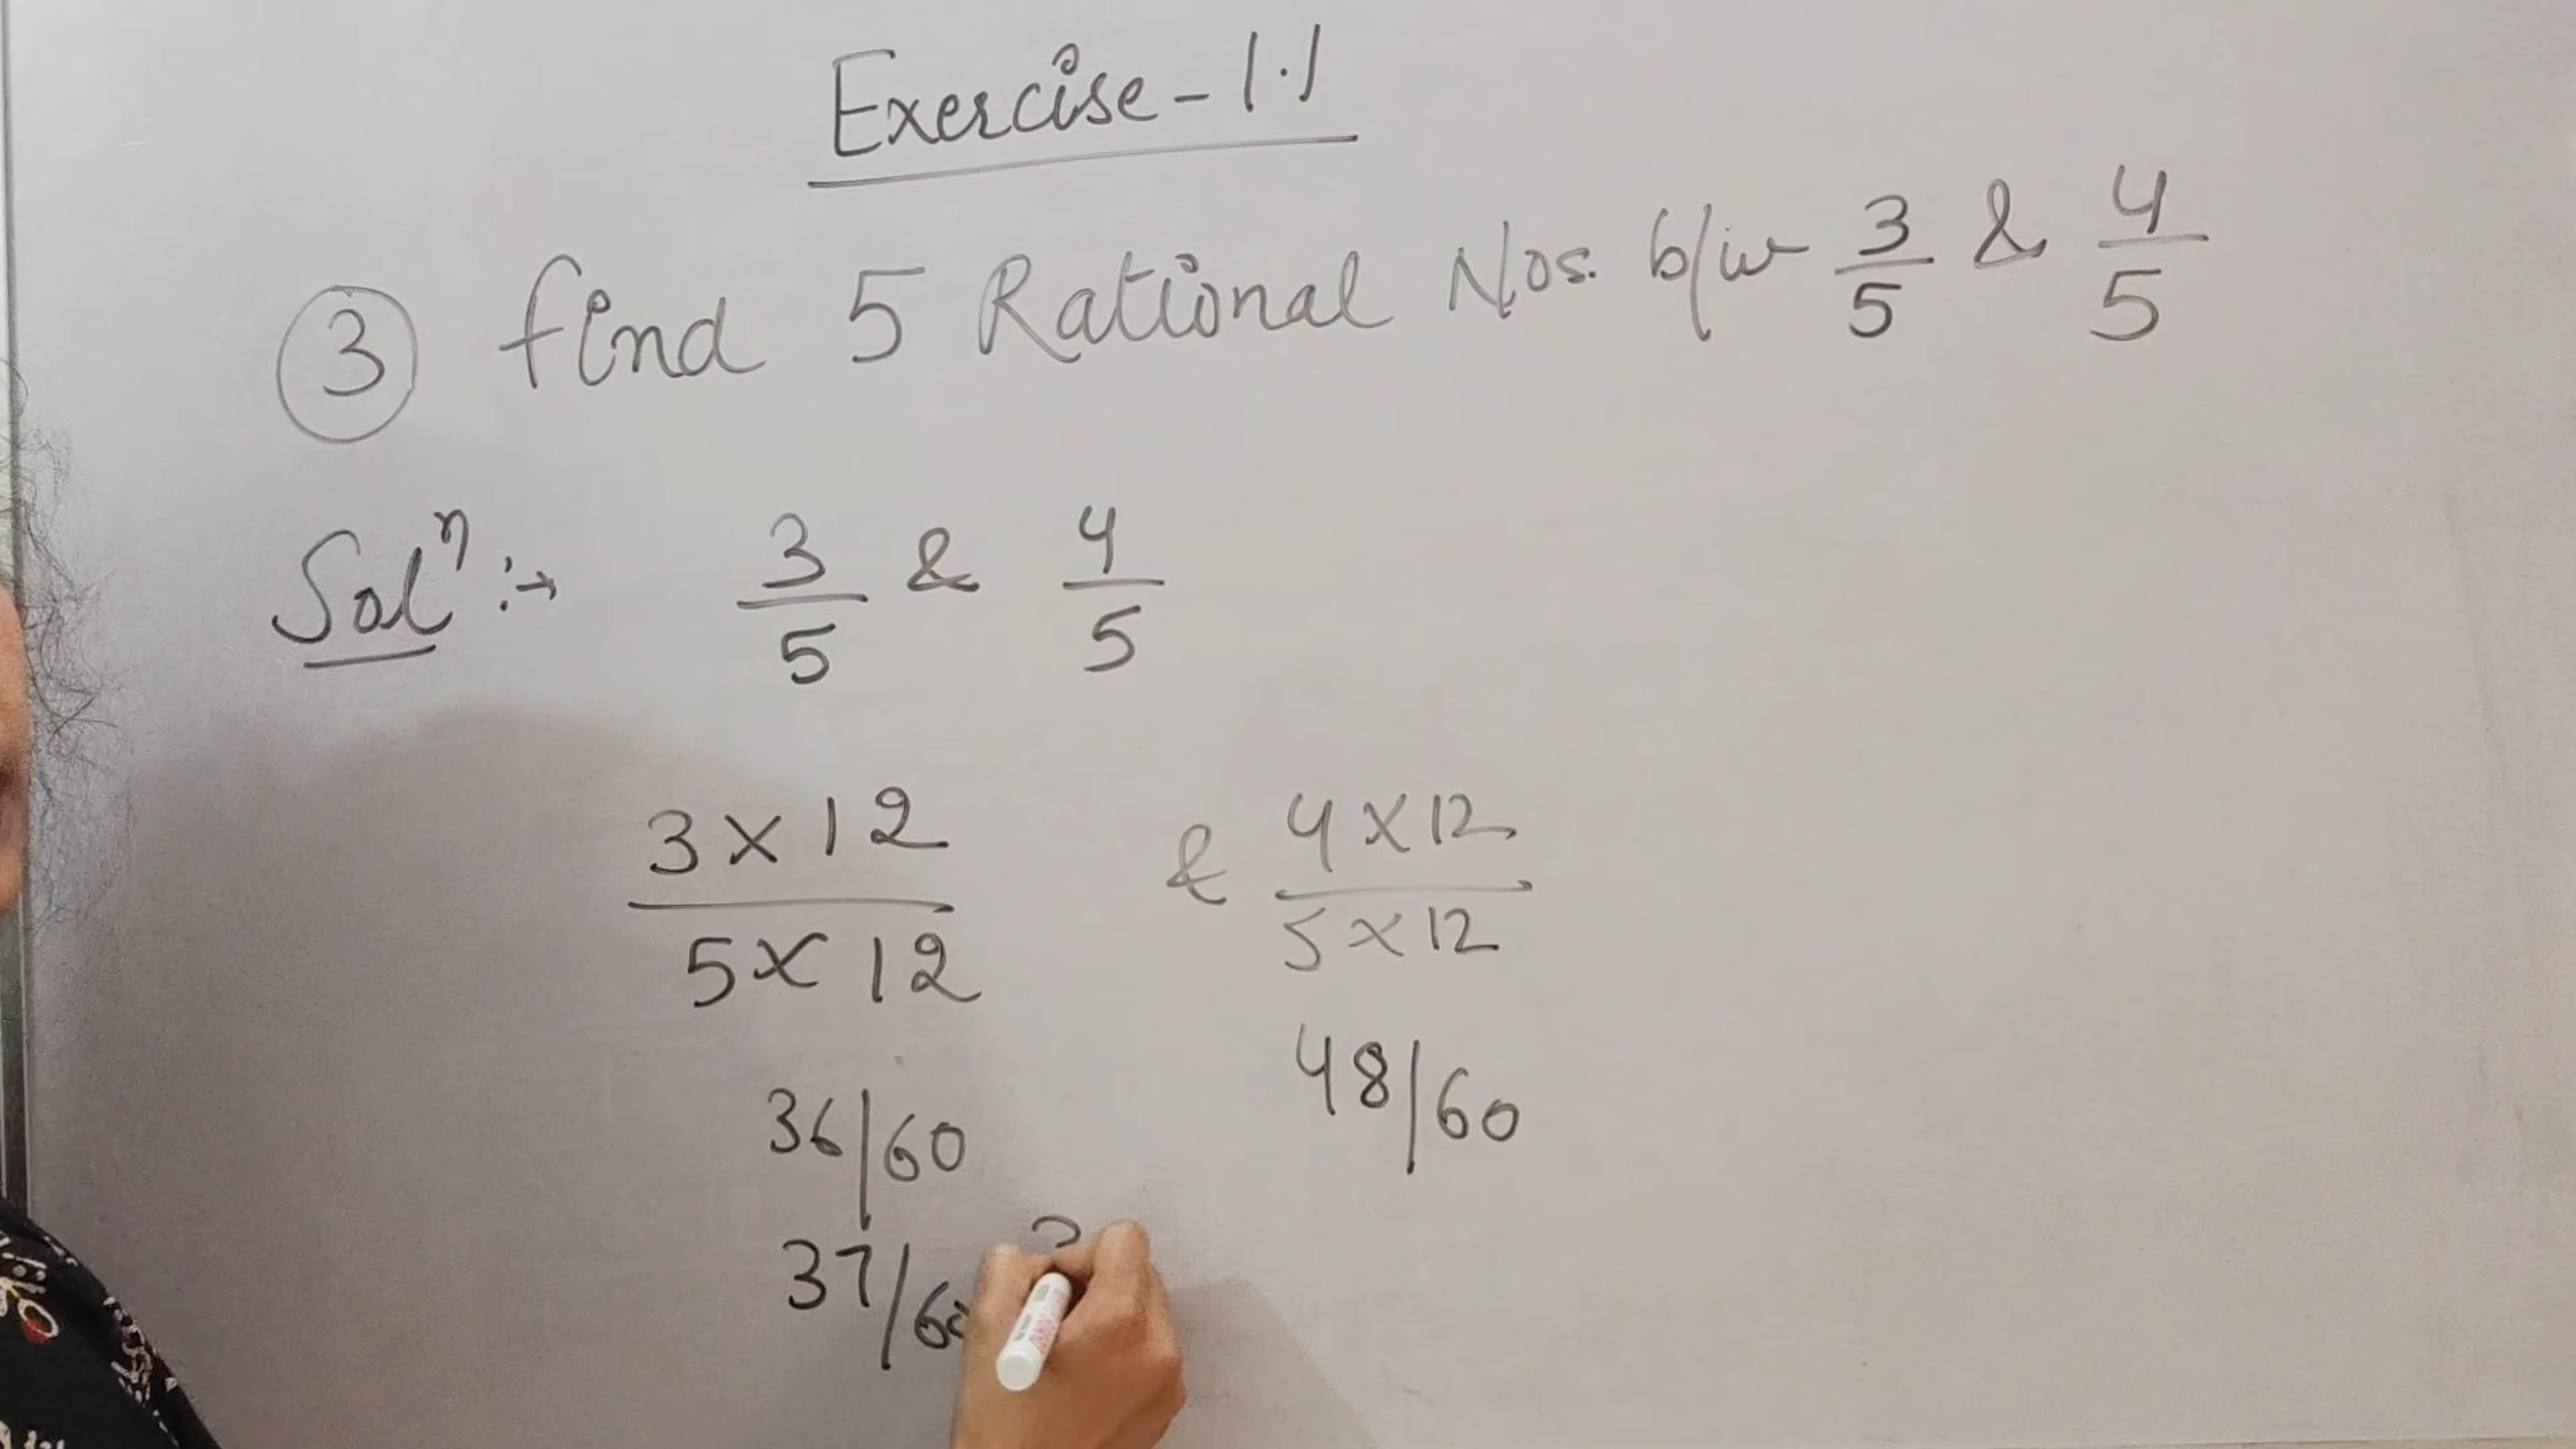 Exercise - 1.1
3 find 5 Rational Nos. b/w 3/5 & 4/5
Solⁿ :→ 3/5 & 4/5
3 × 12 / 5 × 12 & 4 × 12 / 5 × 12
36/60 48/60
37/60